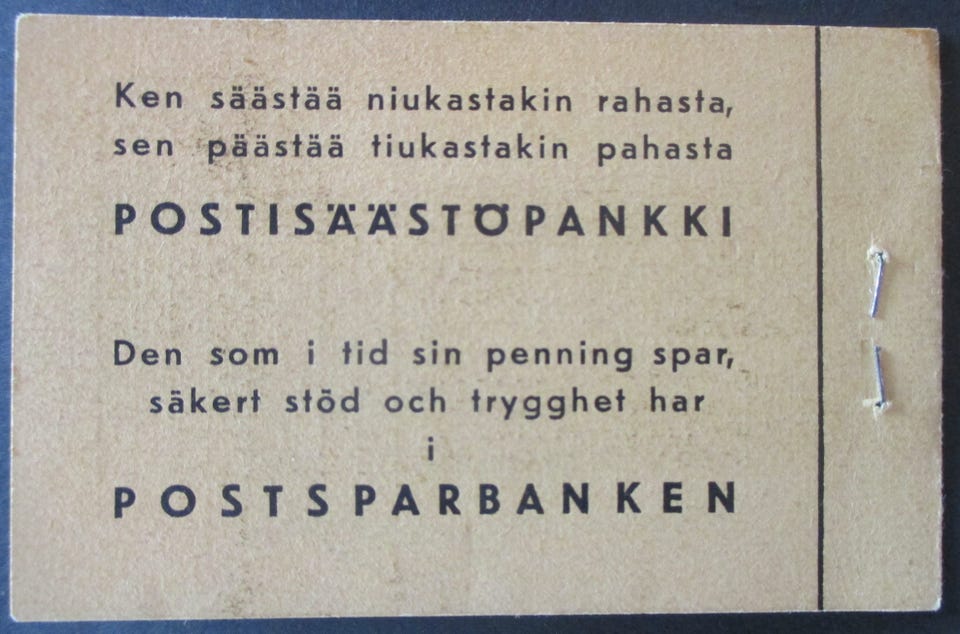 Ken säästää niukastakin rahasta,
sen päästää tiukastakin pahasta
POSTISÄÄSTÖPANKKI
Den som i tid sin penning spar,
säkert stöd och trygghet har
i
POSTSPARBANKEN